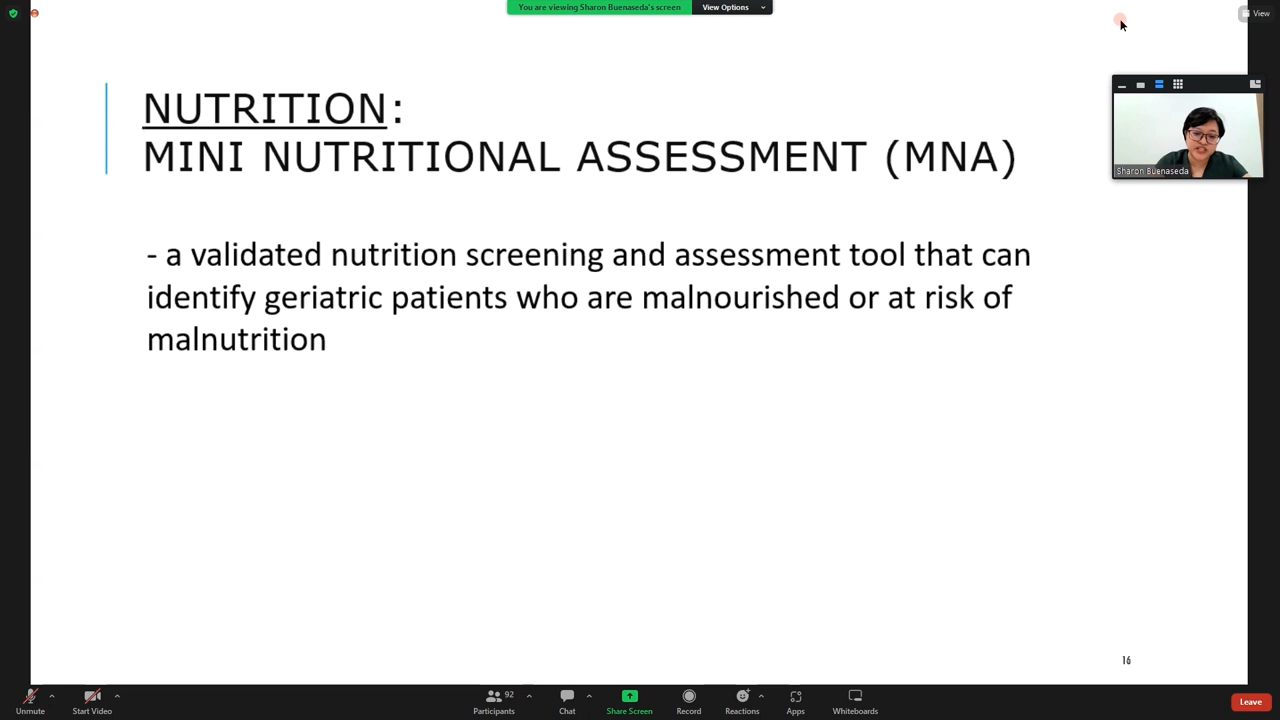 You are viewing Sharon Buenaseda's screen
View Options
View
NUTRITION:
MINI NUTRITIONAL ASSESSMENT (MNA)
Sharon Buenaseda
- a validated nutrition screening and assessment tool that can
identify geriatric patients who are malnourished or at risk of
malnutrition
16
Unmute
Start Video
92
Participants
Chat
Share Screen
Record
Reactions
Apps
Whiteboards
Leave